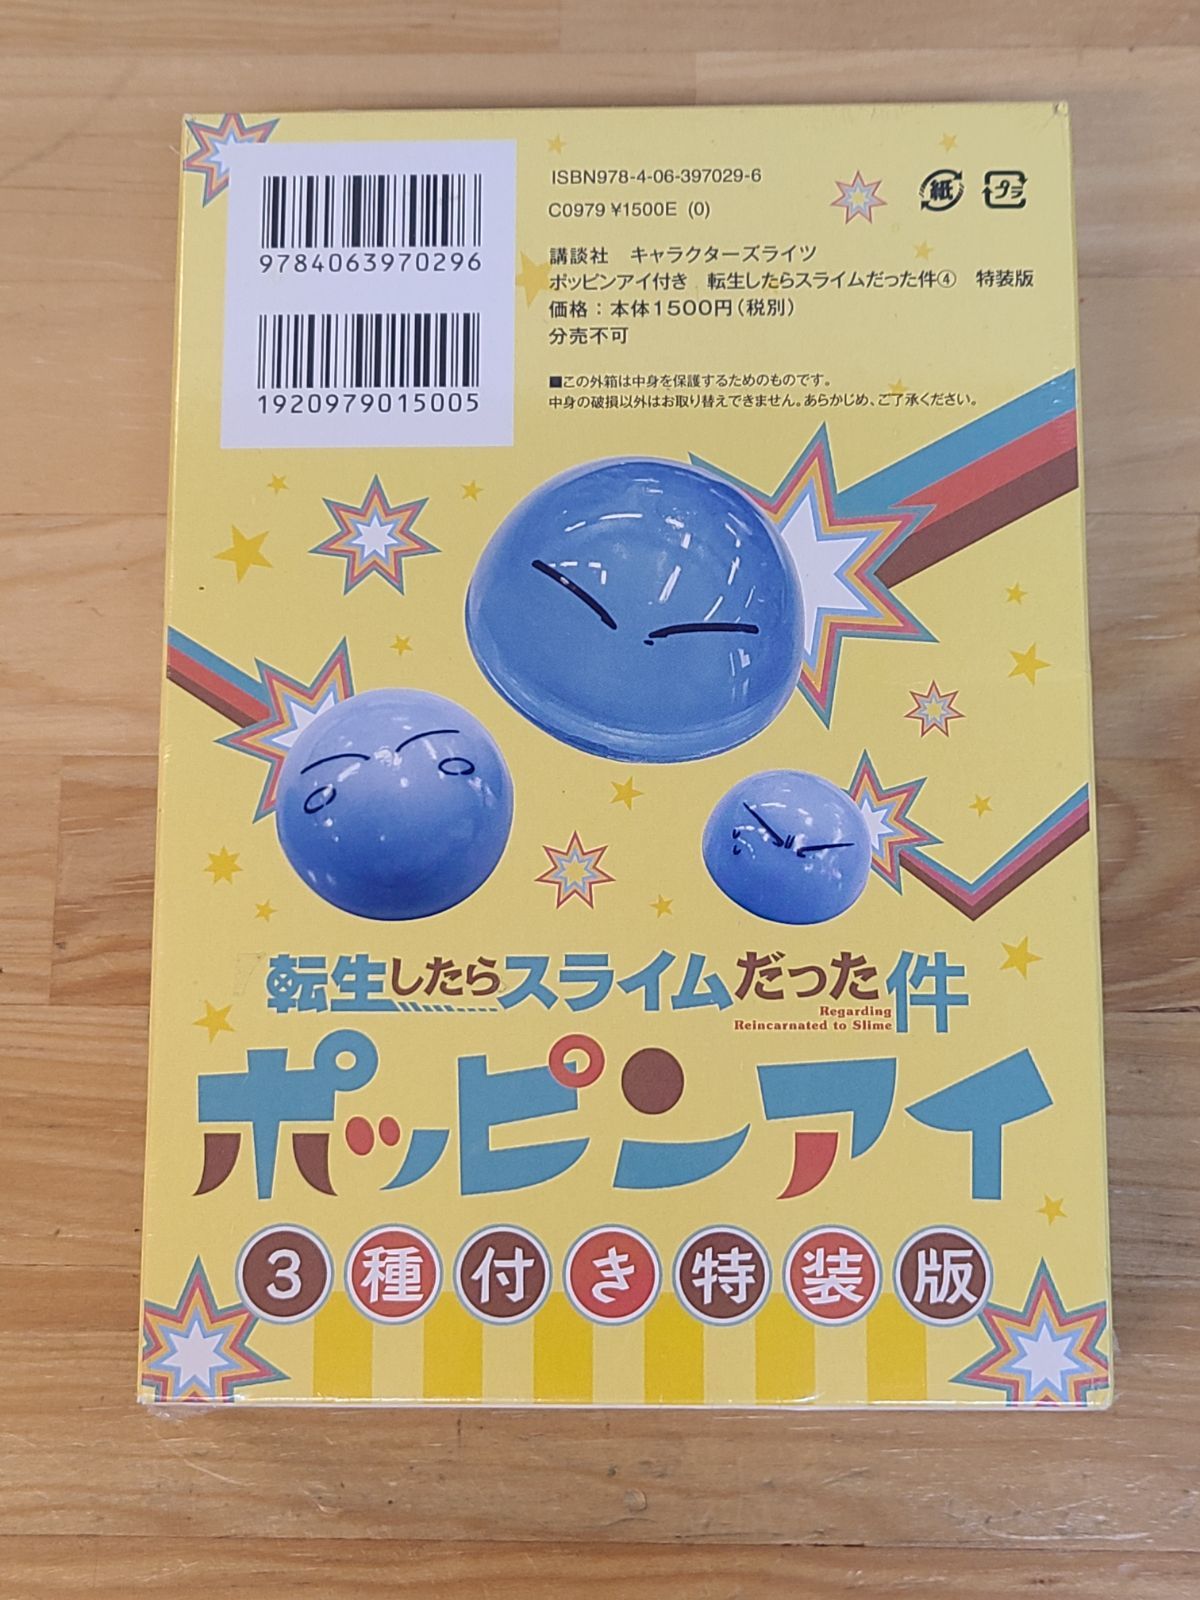 9784063970296
1920979015005
ISBN978-4-06-397029-6
C0979 ¥1500E (0)
講談社　キャラクターズライツ
ポッピンアイ付き　転生したらスライムだった件④　特装版
価格：本体1500円（税別）
分売不可
■この外箱は中身を保護するためのものです。
中身の破損以外はお取り替えできません。あらかじめ、ご了承ください。
紙
プラ
転生したらスライムだった件
Regarding
Reincarnated to Slime
ポッピンアイ
3種付き特装版